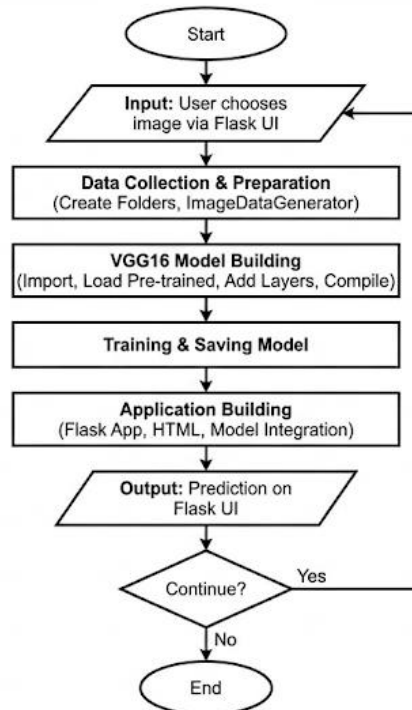 Start
Input: User chooses
image via Flask UI
Data Collection & Preparation
(Create Folders, ImageDataGenerator)
VGG16 Model Building
(Import, Load Pre-trained, Add Layers, Compile)
Training & Saving Model
Application Building
(Flask App, HTML, Model Integration)
Output: Prediction on
Flask UI
Continue?
Yes
No
End